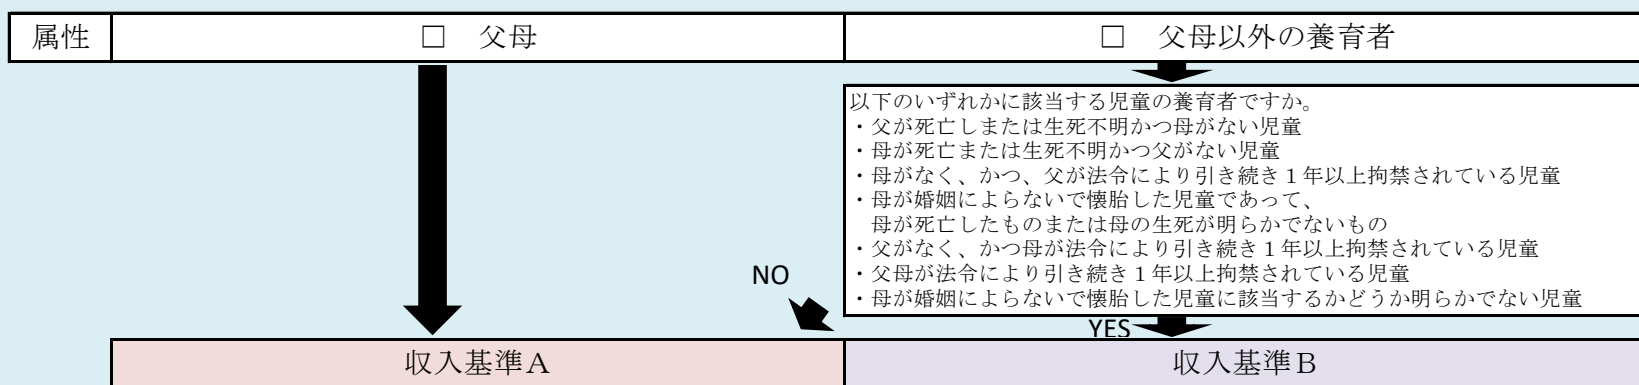 属性
□ 父母
□ 父母以外の養育者
以下のいずれかに該当する児童の養育者ですか。
・父が死亡しまたは生死不明かつ母がない児童
・母が死亡または生死不明かつ父がない児童
・母がなく、かつ、父が法令により引き続き１年以上拘禁されている児童
・母が婚姻によらないで懐胎した児童であって、
母が死亡したものまたは母の生死が明らかでないもの
・父がなく、かつ母が法令により引き続き１年以上拘禁されている児童
・父母が法令により引き続き１年以上拘禁されている児童
・母が婚姻によらないで懐胎した児童に該当するかどうか明らかでない児童
NO
YES
収入基準Ａ
収入基準Ｂ